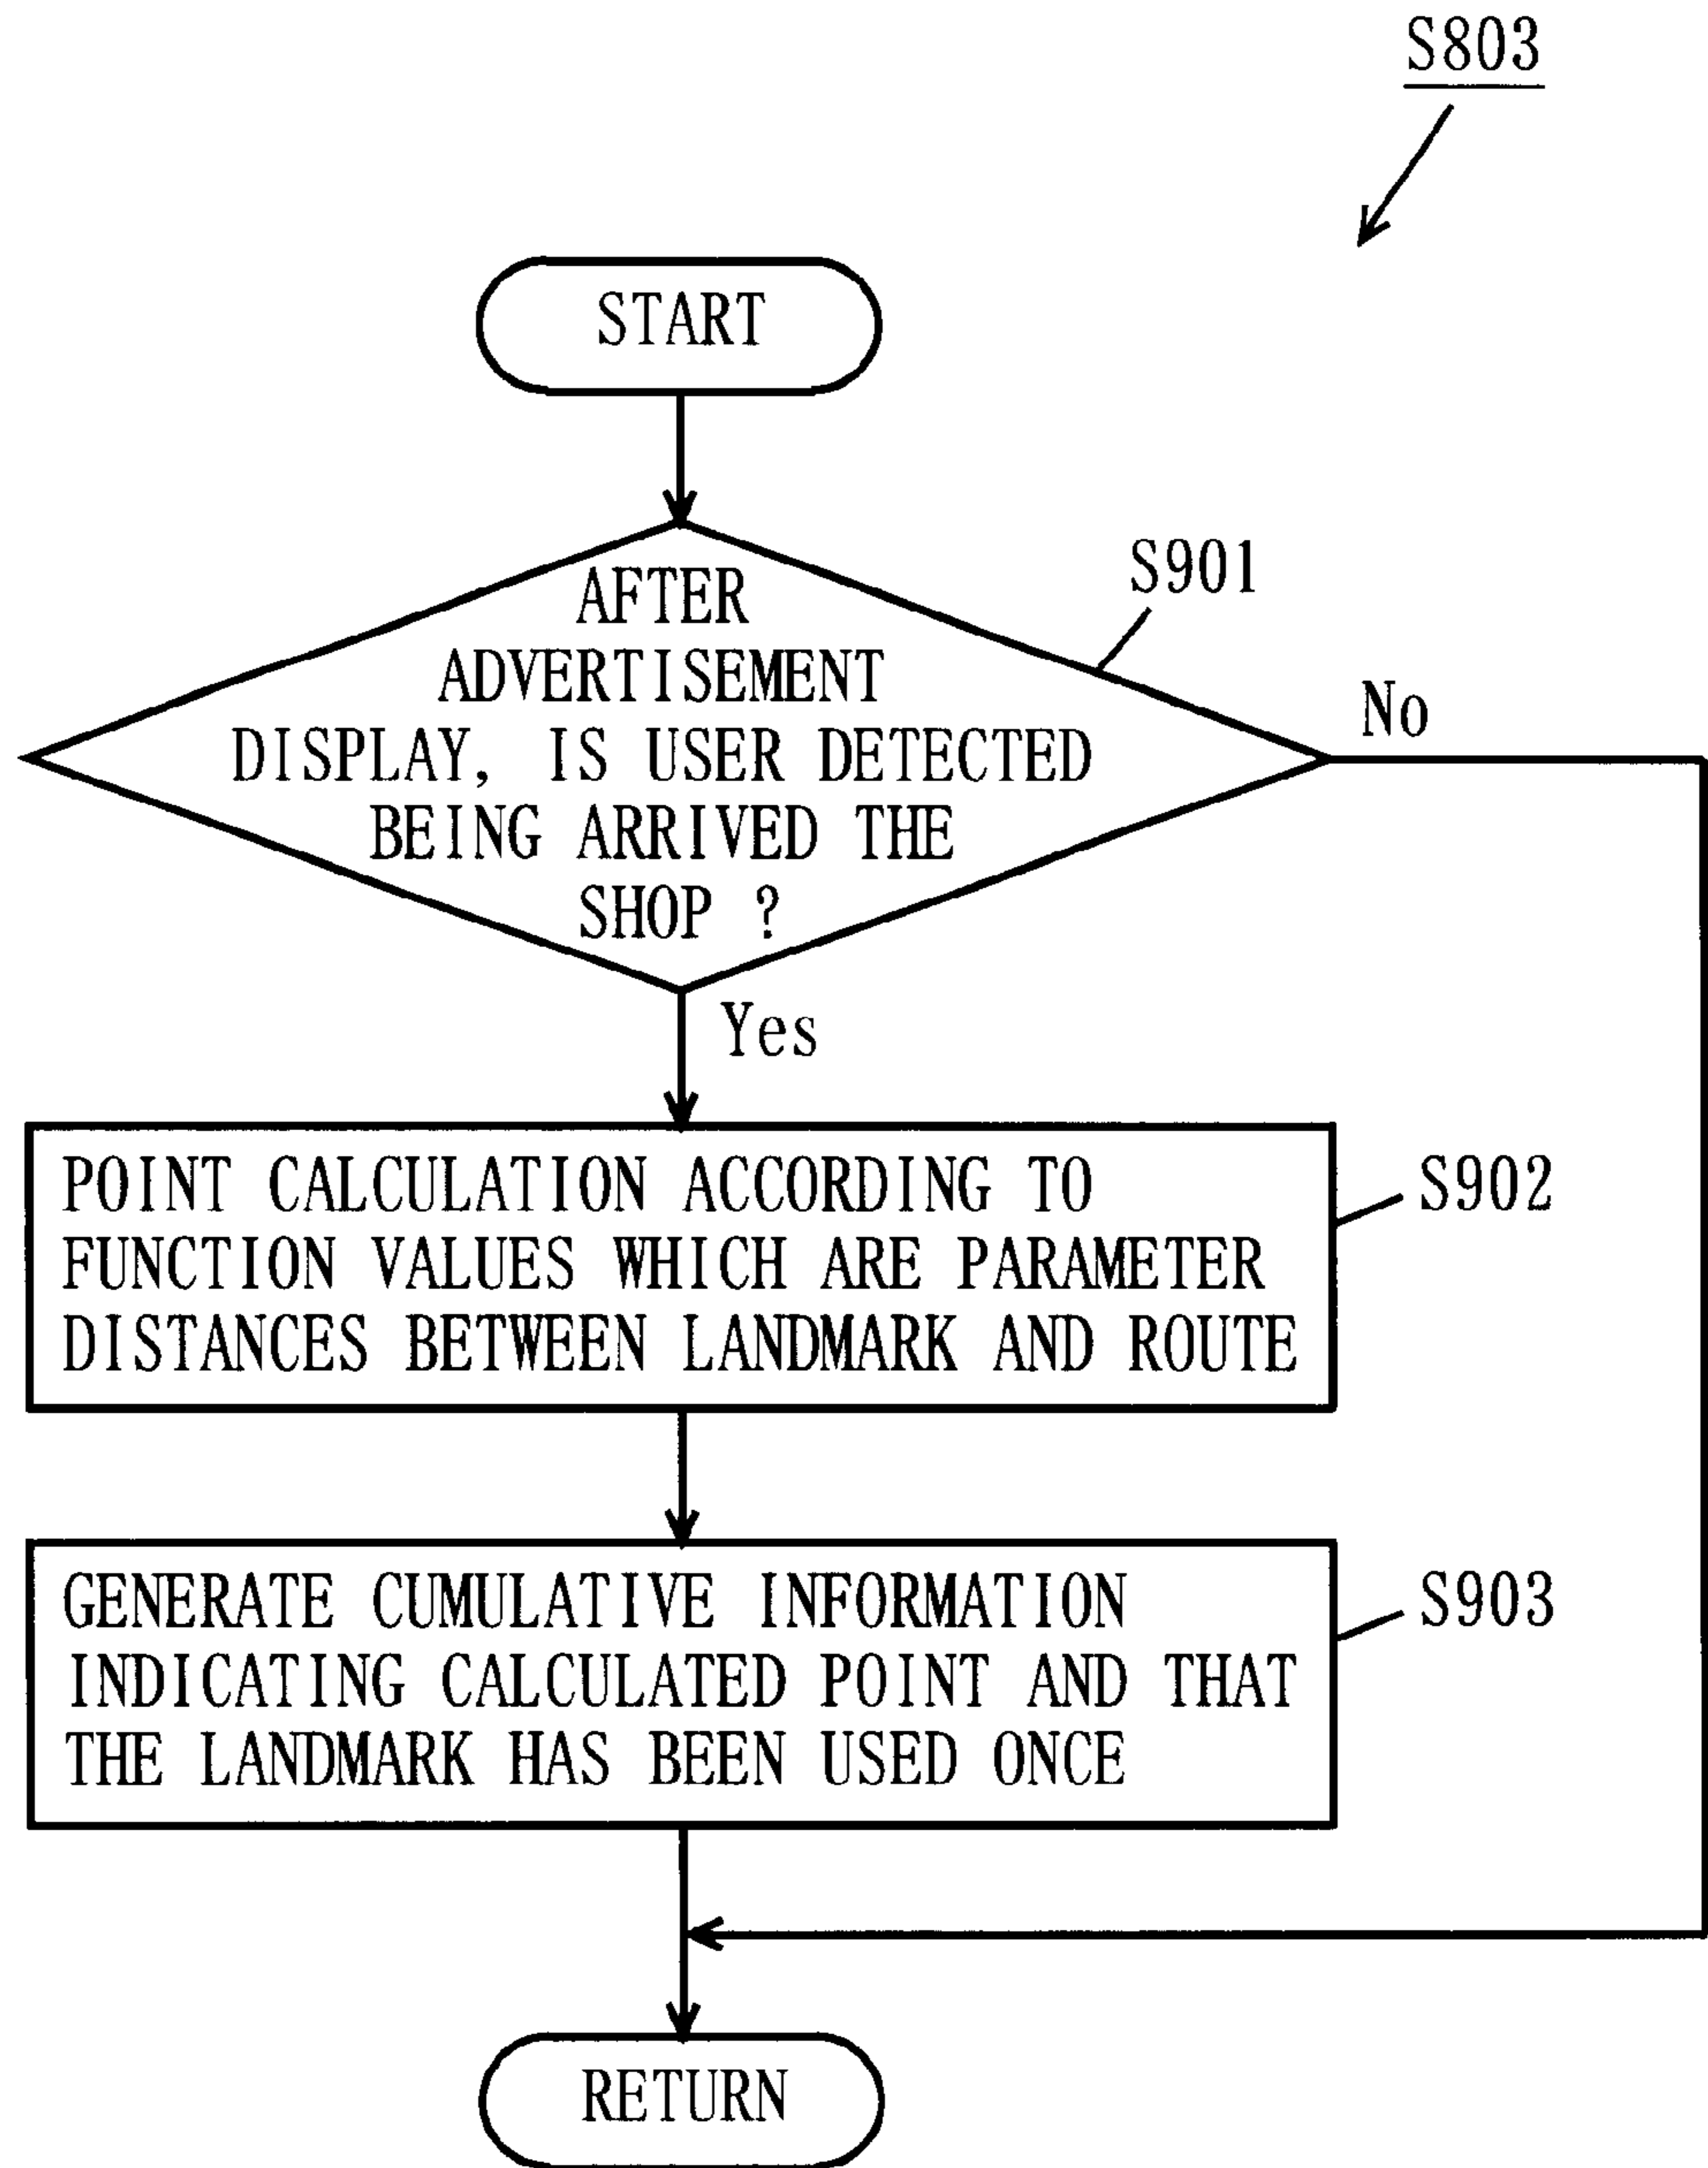 S803
START
AFTER
ADVERTISEMENT
DISPLAY, IS USER DETECTED
BEING ARRIVED THE
SHOP ?
S901
No
Yes
POINT CALCULATION ACCORDING TO
FUNCTION VALUES WHICH ARE PARAMETER
DISTANCES BETWEEN LANDMARK AND ROUTE
S902
GENERATE CUMULATIVE INFORMATION
INDICATING CALCULATED POINT AND THAT
THE LANDMARK HAS BEEN USED ONCE
S903
RETURN